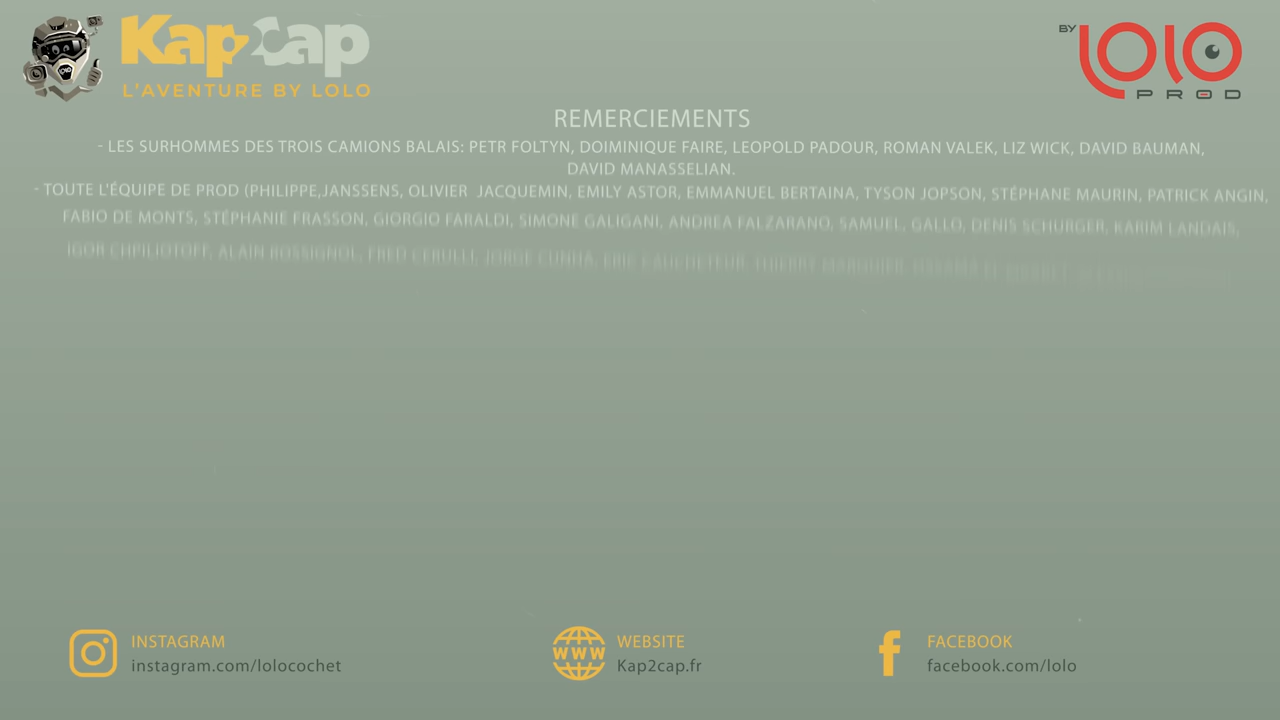 Kap2cap
L'AVENTURE BY LOLO
BY lolo
PROD
REMERCIEMENTS
- LES SURHOMMES DES TROIS CAMIONS BALAIS: PETR FOLTYN, DOIMINIQUE FAIRE, LEOPOLD PADOUR, ROMAN VALEK, LIZ WICK, DAVID BAUMAN,
DAVID MANASSELIAN.
- TOUTE L'ÉQUIPE DE PROD (PHILIPPE,JANSSENS, OLIVIER JACQUEMIN, EMILY ASTOR, EMMANUEL BERTAINA, TYSON JOPSON, STÉPHANE MAURIN, PATRICK ANGIN,
FABIO DE MONTS, STÉPHANIE FRASSON, GIORGIO FARALDI, SIMONE GALIGANI, ANDREA FALZARANO, SAMUEL, GALLO, DENIS SCHURGER, KARIM LANDAIS,
IGOR CHPILIOTOFF, ALAIN ROSSIGNOL, FRED CERULLI, JORGE CUNHA, ERIC
INSTAGRAM
instagram.com/lolocochet
WWW
WEBSITE
Kap2cap.fr
FACEBOOK
facebook.com/lolo